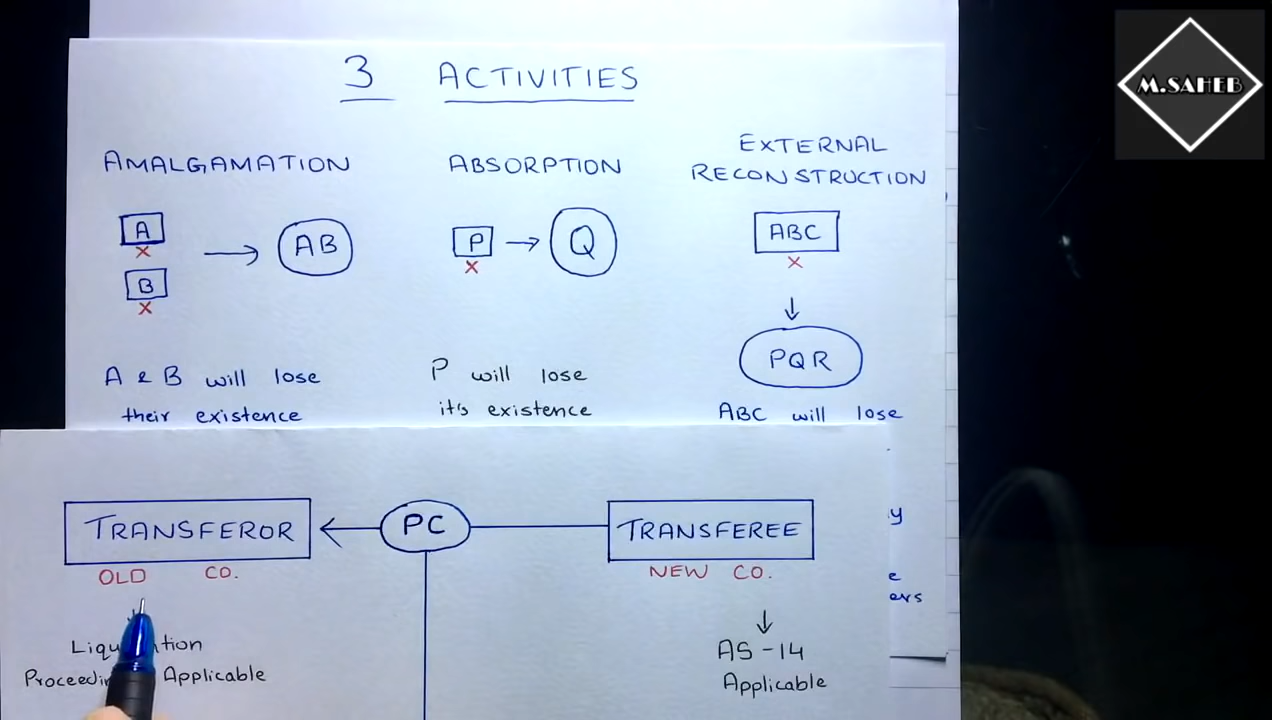 3 ACTIVITIES
M.SAHEB
AMALGAMATION
A
X
B
X
AB
A & B will lose
their existence
ABSORPTION
P
X
Q
P will lose
it's existence
EXTERNAL
RECONSTRUCTION
ABC
X
PQR
ABC will lose
y
e
ers
TRANSFEROR
OLD CO.
PC
TRANSFEREE
NEW CO.
Applicable
AS-14
Applicable